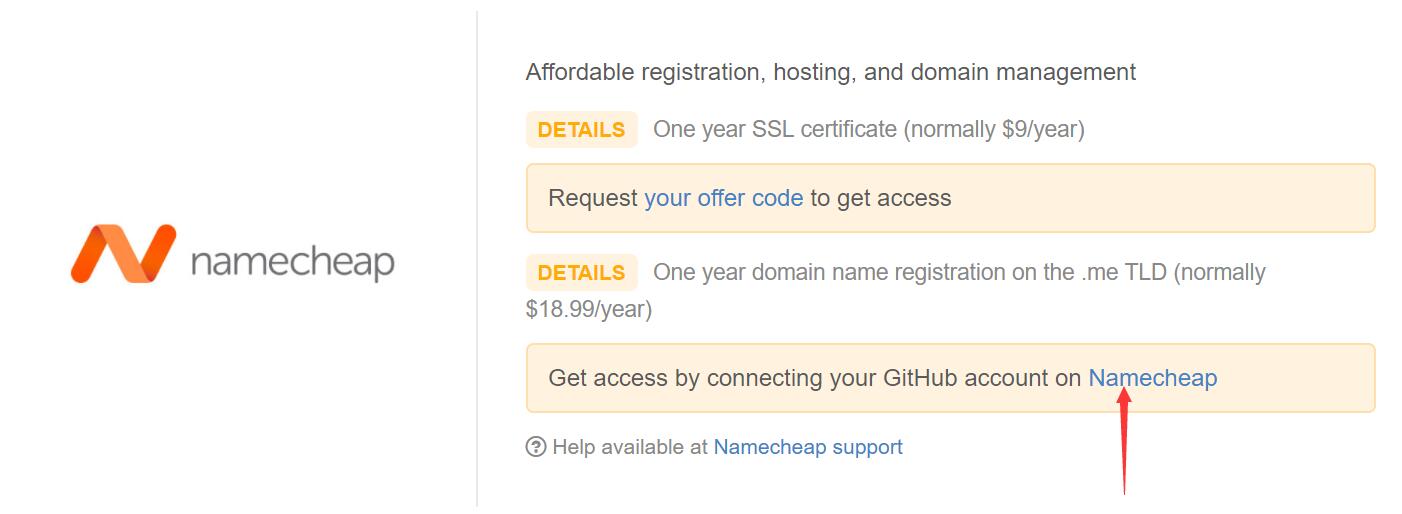 namecheap
Affordable registration, hosting, and domain management
DETAILS One year SSL certificate (normally $9/year)
Request your offer code to get access
DETAILS One year domain name registration on the .me TLD (normally
$18.99/year)
Get access by connecting your GitHub account on Namecheap
? Help available at Namecheap support